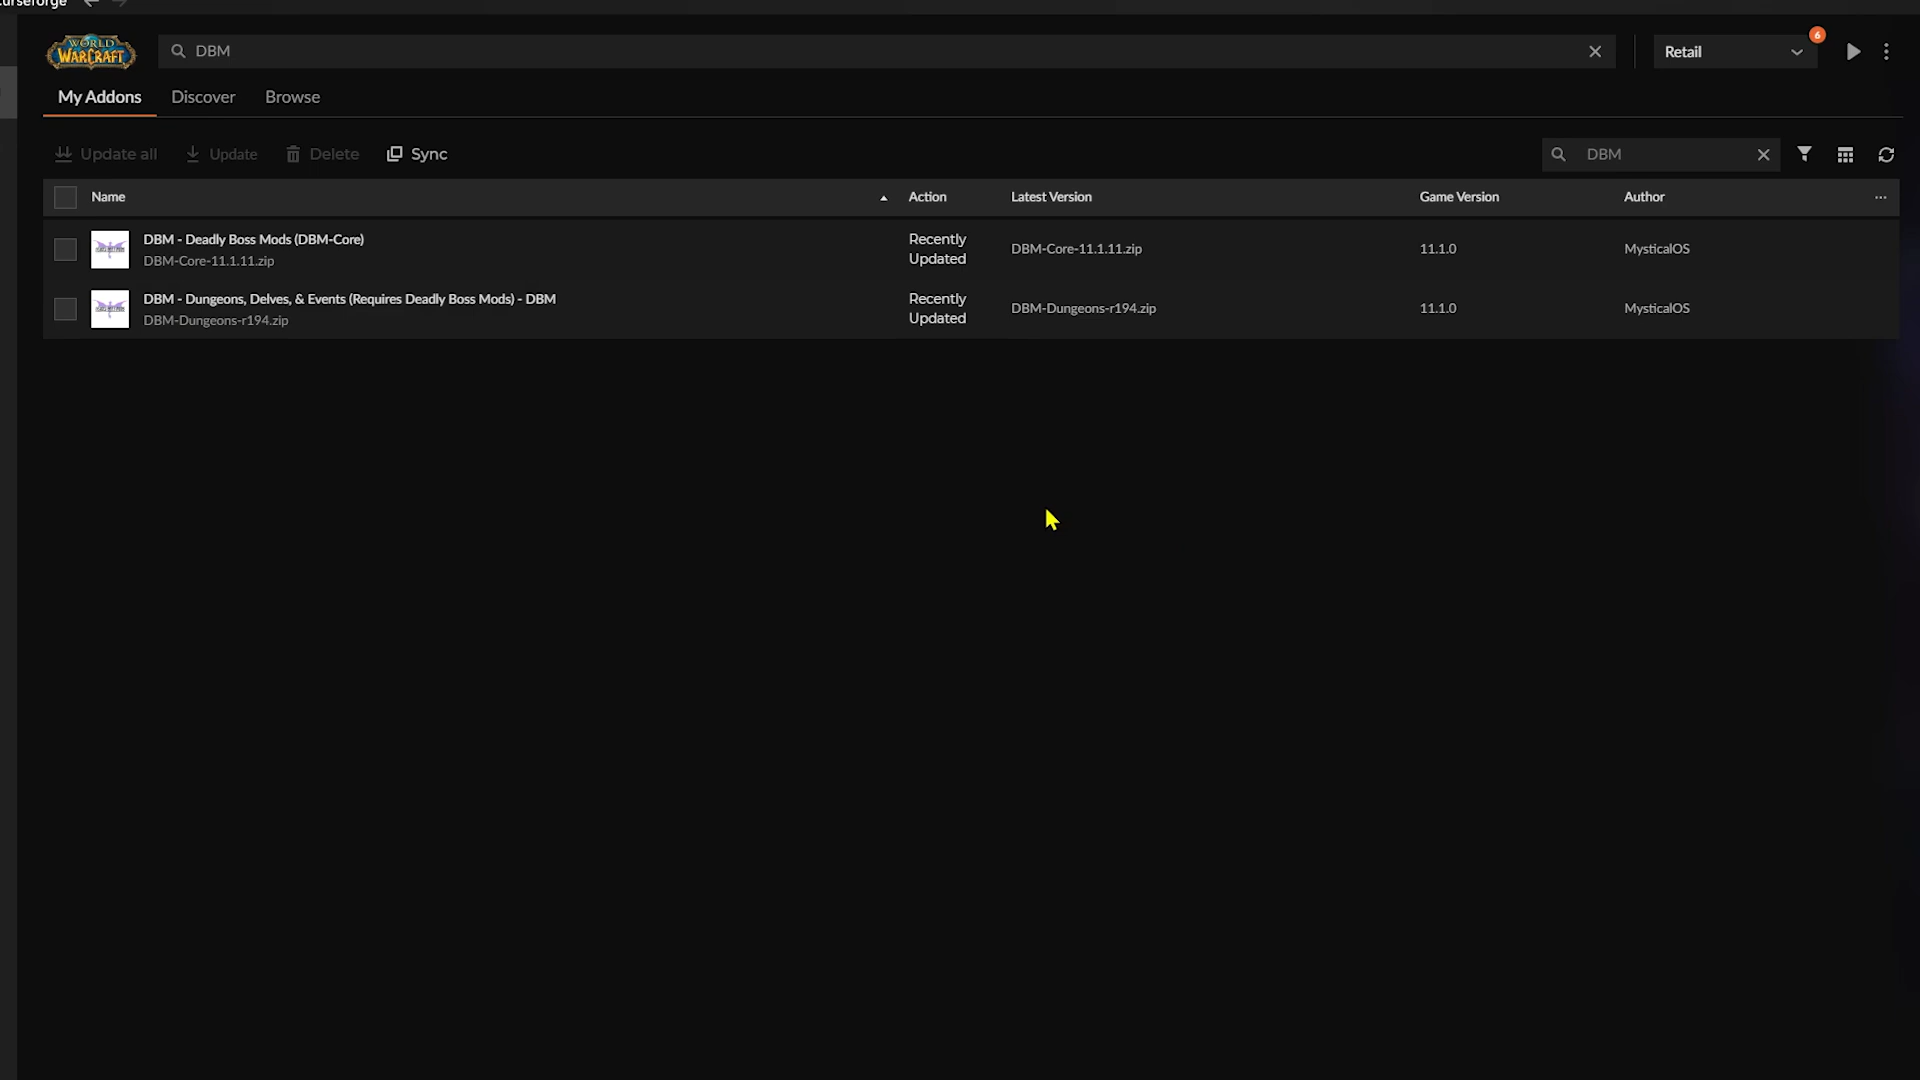 curseforge
WORLD
WARCRAFT
DBM
Retail
6
My Addons
Discover
Browse
Update all
Update
Delete
Sync
DBM
Name
Action
Latest Version
Game Version
Author
DBM - Deadly Boss Mods (DBM-Core)
DBM-Core-11.1.11.zip
Recently
Updated
DBM-Core-11.1.11.zip
11.1.0
MysticalOS
DBM - Dungeons, Delves, & Events (Requires Deadly Boss Mods) - DBM
DBM-Dungeons-r194.zip
Recently
Updated
DBM-Dungeons-r194.zip
11.1.0
MysticalOS